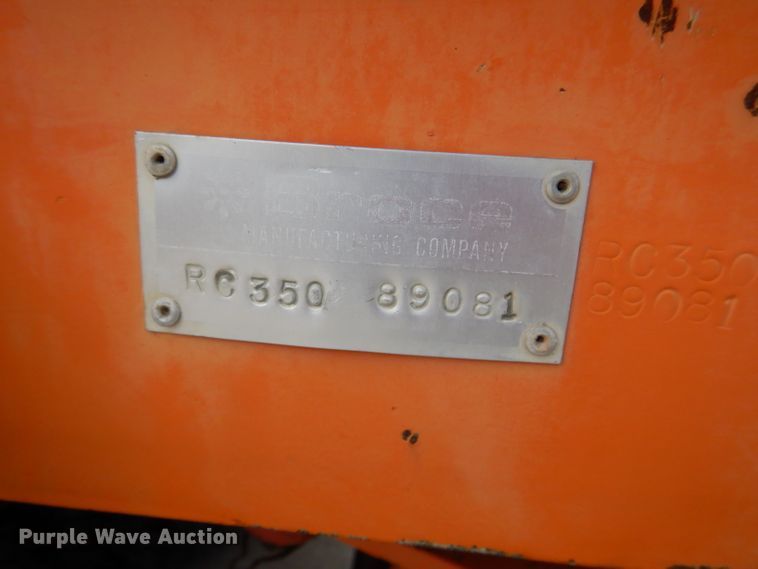 MANUFACTURING COMPANY
RC350 89081
RC350
89081
Purple Wave Auction